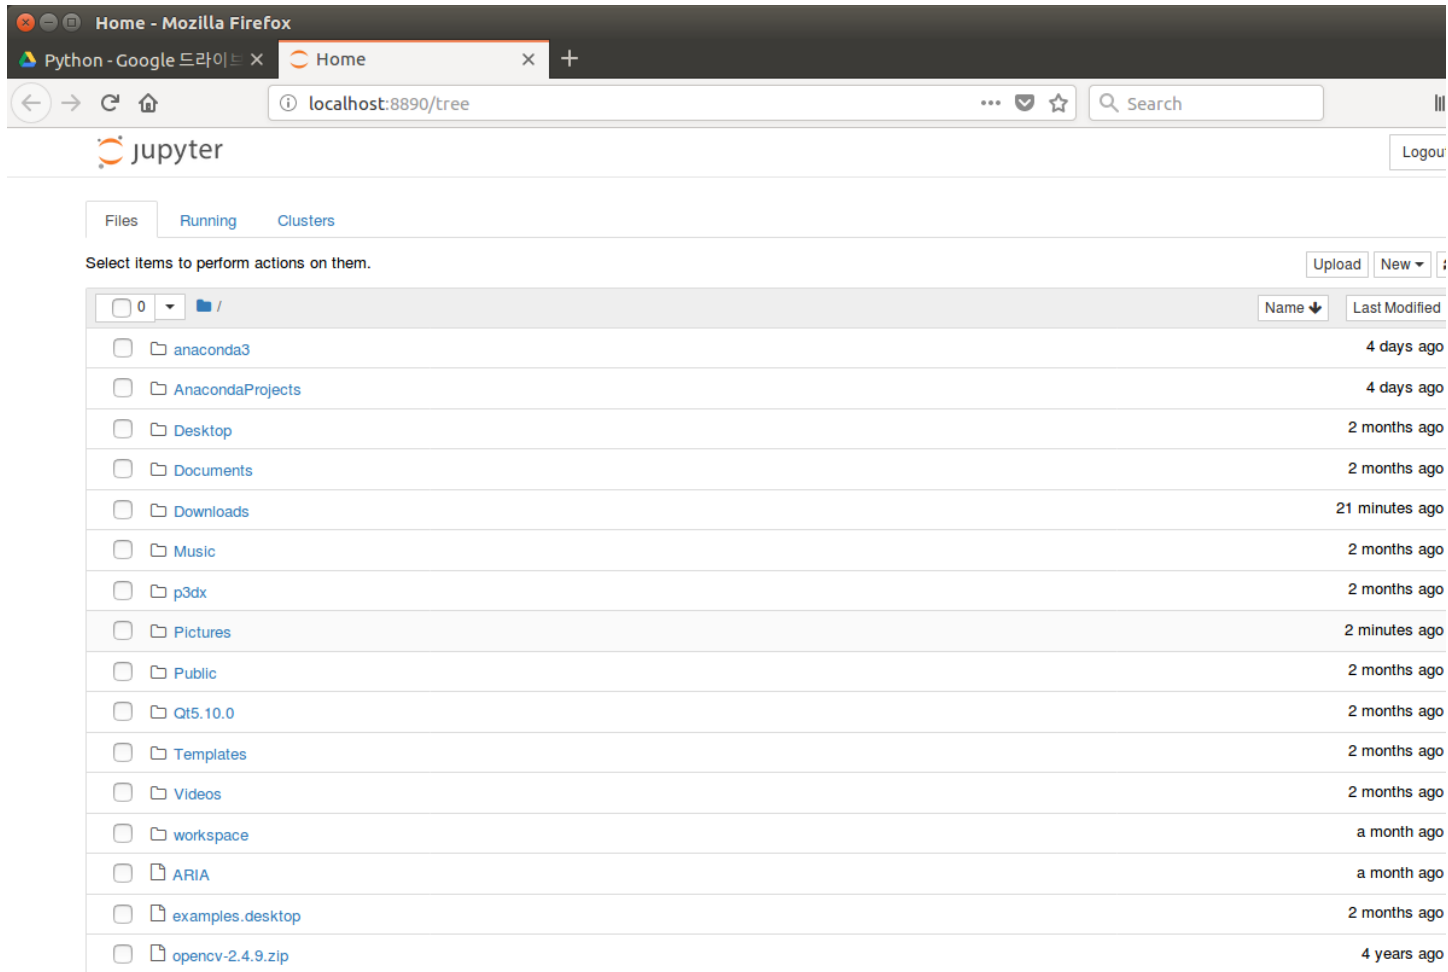 Home - Mozilla Firefox
Python - Google 드라이브
Home
localhost:8890/tree
Search
jupyter
Logout
Files Running Clusters
Select items to perform actions on them.
Upload New
0 /
Name Last Modified
anaconda3 4 days ago
AnacondaProjects 4 days ago
Desktop 2 months ago
Documents 2 months ago
Downloads 21 minutes ago
Music 2 months ago
p3dx 2 months ago
Pictures 2 minutes ago
Public 2 months ago
Qt5.10.0 2 months ago
Templates 2 months ago
Videos 2 months ago
workspace a month ago
ARIA a month ago
examples.desktop 2 months ago
opencv-2.4.9.zip 4 years ago